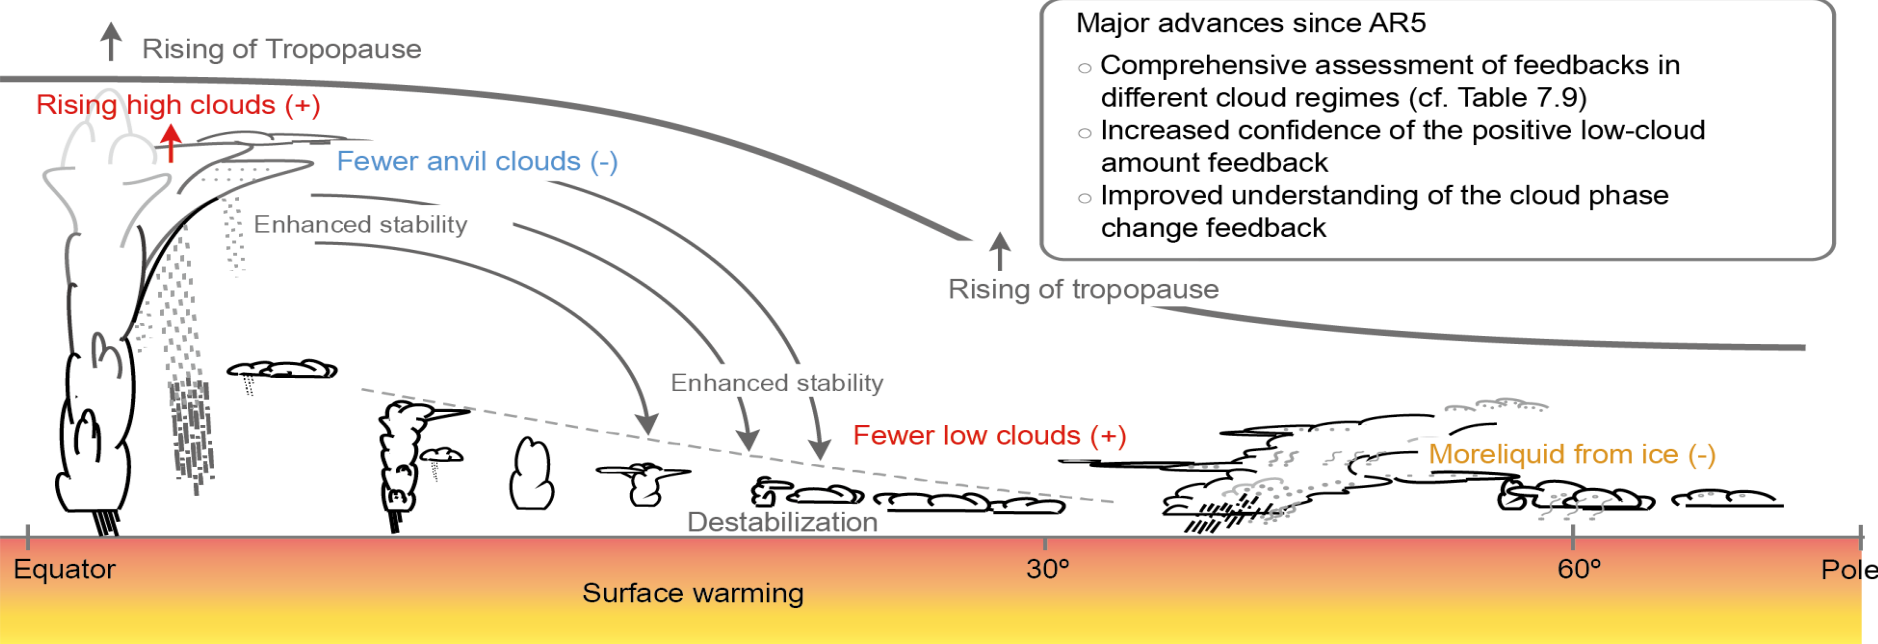 Rising of Tropopause
Rising high clouds (+)
Fewer anvil clouds (-)
Enhanced stability
Major advances since AR5
○ Comprehensive assessment of feedbacks in
different cloud regimes (cf. Table 7.9)
○ Increased confidence of the positive low-cloud
amount feedback
○ Improved understanding of the cloud phase
change feedback
Rising of tropopause
Enhanced stability
Fewer low clouds (+)
Moreliquid from ice (-)
Destabilization
Equator
30º
60º
Pole
Surface warming